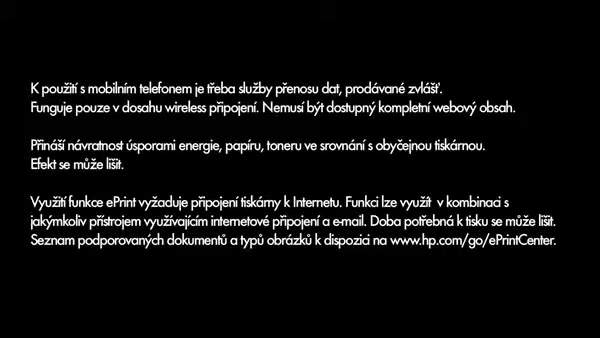 K použití s mobilním telefonem je třeba služby přenosu dat, prodávané zvlášť.
Funguje pouze v dosahu wireless připojení. Nemusí být dostupný kompletní webový obsah.
Přináší návratnost úsporami energie, papíru, toneru ve srovnání s obyčejnou tiskárnou.
Efekt se může lišit.
Využití funkce ePrint vyžaduje připojení tiskárny k Internetu. Funkci lze využít v kombinaci s
jakýmkoliv přístrojem využívajícím internetové připojení a e-mail. Doba potřebná k tisku se může lišit.
Seznam podporovaných dokumentů a typů obrázků k dispozici na www.hp.com/go/ePrintCenter.